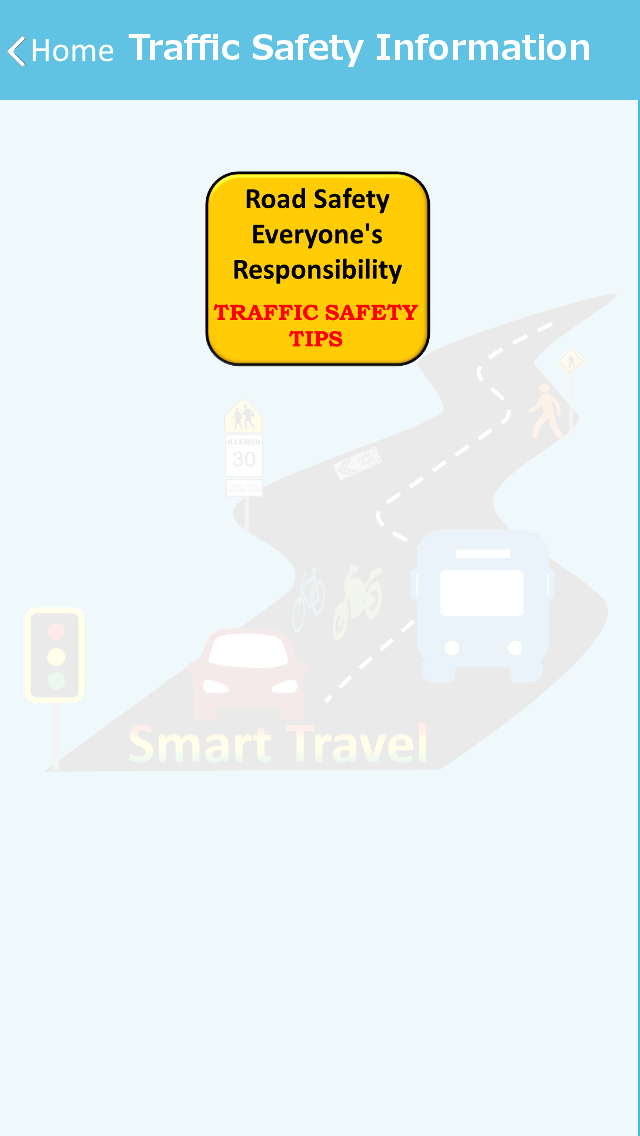 Home Traffic Safety Information
Road Safety
Everyone's
Responsibility
TRAFFIC SAFETY
TIPS
MAXIMUM
30
Smart Travel